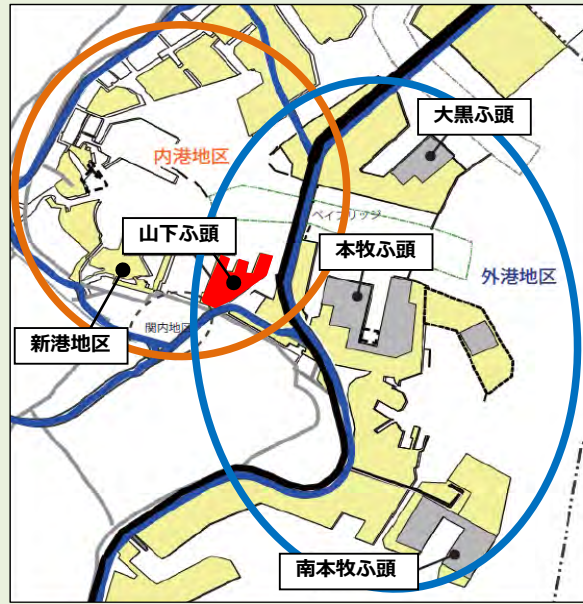 大黒ふ頭
内港地区
ベイブリッジ
山下ふ頭
本牧ふ頭
外港地区
関内地区
新港地区
南本牧ふ頭